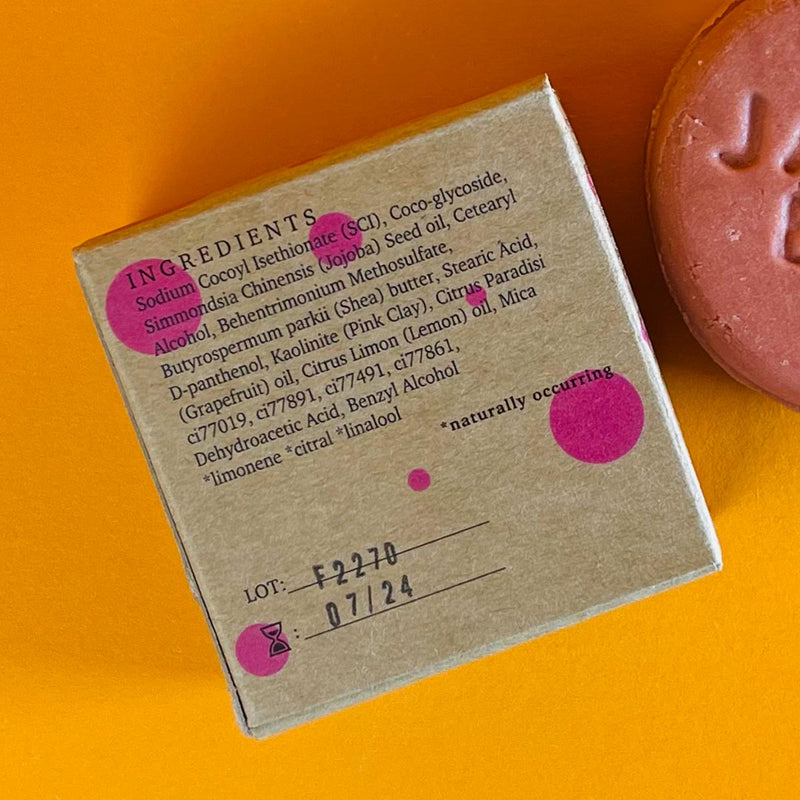 INGREDIENTS
Sodium Cocoyl Isethionate (SCI), Coco-glycoside,
Simmondsia Chinensis (Jojoba) Seed oil, Cetearyl
Alcohol, Behentrimonium Methosulfate,
Butyrospermum parkii (Shea) butter, Stearic Acid,
D-panthenol, Kaolinite (Pink Clay), Citrus Paradisi
(Grapefruit) oil, Citrus Limon (Lemon) oil, Mica
ci77019, ci77891, ci77491, ci77861,
Dehydroacetic Acid, Benzyl Alcohol
*limonene *citral *linalool
*naturally occurring
LOT: F2270
: 07/24